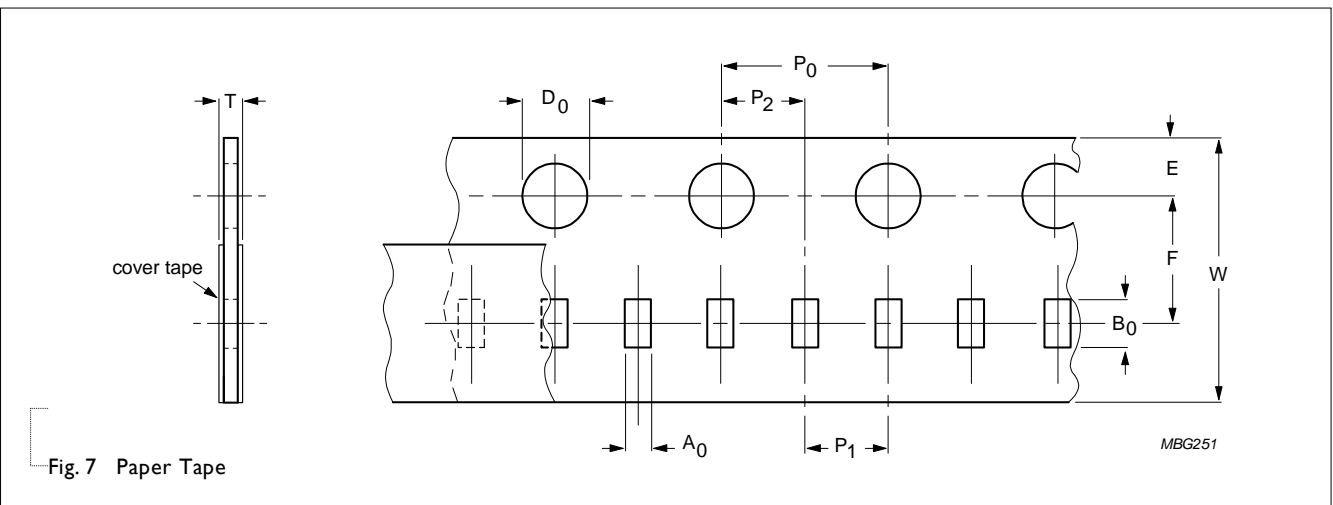 P0
T
D0
P2
E
cover tape
F
W
B0
A0
P1
MBG251
Fig. 7 Paper Tape